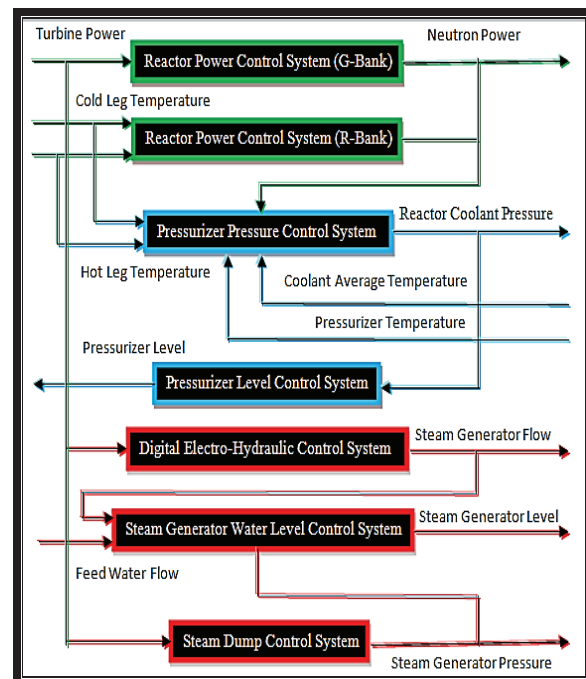 Turbine Power
Neutron Power
Reactor Power Control System (G-Bank)
Cold Leg Temperature
Reactor Power Control System (R-Bank)
Reactor Coolant Pressure
Pressurizer Pressure Control System
Hot Leg Temperature
Coolant Average Temperature
Pressurizer Temperature
Pressurizer Level
Pressurizer Level Control System
Steam Generator Flow
Digital Electro-Hydraulic Control System
Steam Generator Level
Steam Generator Water Level Control System
Feed Water Flow
Steam Dump Control System
Steam Generator Pressure